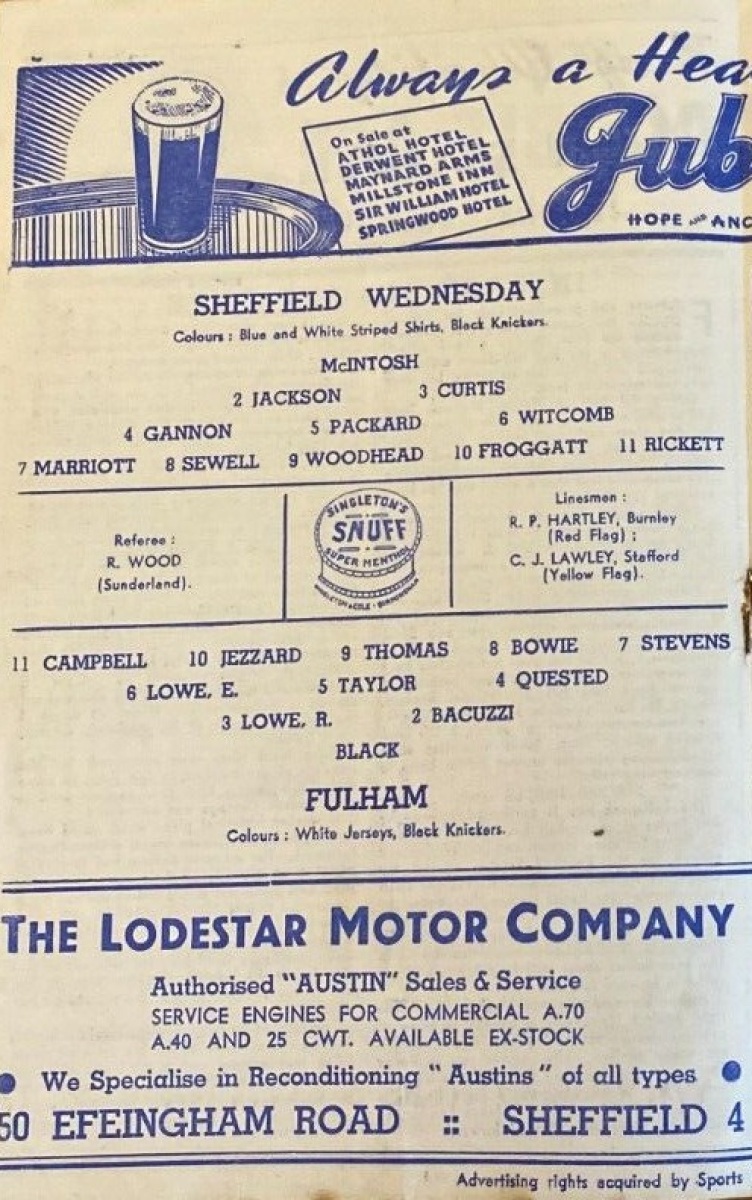 Always a Hea
On Sale at
ATHOL HOTEL
DERWENT HOTEL
MAYNARD ARMS
MILLSTONE INN
SIR WILLIAM HOTEL
SPRINGWOOD HOTEL
Jub
HOPE AND ANC
SHEFFIELD WEDNESDAY
Colours : Blue and White Striped Shirts, Black Knickers.
McINTOSH
2 JACKSON 3 CURTIS
4 GANNON 5 PACKARD 6 WITCOMB
7 MARRIOTT 8 SEWELL 9 WOODHEAD 10 FROGGATT 11 RICKETT
Referee :
R. WOOD
(Sunderland).
SINGLETON'S
SNUFF
SUPER MENTHOL
SINGLETON & COLE · BIRMINGHAM
Linesmen :
R. P. HARTLEY, Burnley
(Red Flag) ;
C. J. LAWLEY, Stafford
(Yellow Flag).
11 CAMPBELL 10 JEZZARD 9 THOMAS 8 BOWIE 7 STEVENS
6 LOWE, E. 5 TAYLOR 4 QUESTED
3 LOWE, R. 2 BACUZZI
BLACK
FULHAM
Colours : White Jerseys, Black Knickers.
THE LODESTAR MOTOR COMPANY
Authorised "AUSTIN" Sales & Service
SERVICE ENGINES FOR COMMERCIAL A.70
A.40 AND 25 CWT. AVAILABLE EX-STOCK
● We Specialise in Reconditioning "Austins" of all types ●
50 EFEINGHAM ROAD :: SHEFFIELD 4
Advertising rights acquired by Sports